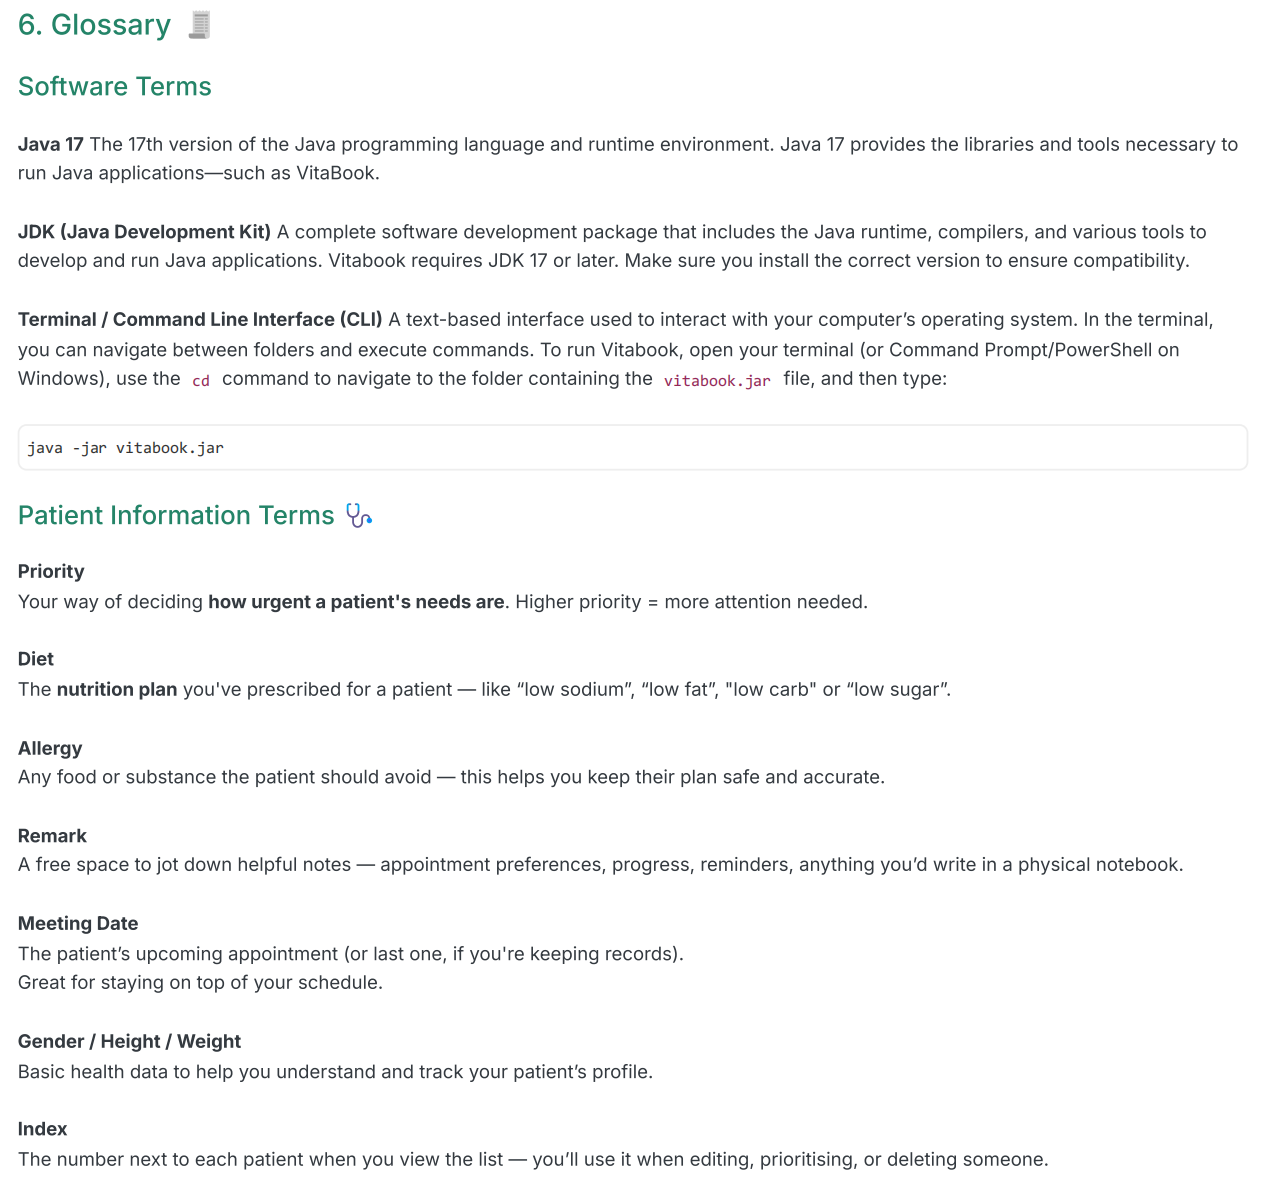 6. Glossary
Software Terms
Java 17 The 17th version of the Java programming language and runtime environment. Java 17 provides the libraries and tools necessary to
run Java applications—such as VitaBook.
JDK (Java Development Kit) A complete software development package that includes the Java runtime, compilers, and various tools to
develop and run Java applications. Vitabook requires JDK 17 or later. Make sure you install the correct version to ensure compatibility.
Terminal / Command Line Interface (CLI) A text-based interface used to interact with your computer’s operating system. In the terminal,
you can navigate between folders and execute commands. To run Vitabook, open your terminal (or Command Prompt/PowerShell on
Windows), use the cd command to navigate to the folder containing the vitabook.jar file, and then type:
java -jar vitabook.jar
Patient Information Terms
Priority
Your way of deciding how urgent a patient's needs are. Higher priority = more attention needed.
Diet
The nutrition plan you've prescribed for a patient — like “low sodium”, “low fat”, "low carb" or “low sugar”.
Allergy
Any food or substance the patient should avoid — this helps you keep their plan safe and accurate.
Remark
A free space to jot down helpful notes — appointment preferences, progress, reminders, anything you’d write in a physical notebook.
Meeting Date
The patient’s upcoming appointment (or last one, if you're keeping records).
Great for staying on top of your schedule.
Gender / Height / Weight
Basic health data to help you understand and track your patient’s profile.
Index
The number next to each patient when you view the list — you’ll use it when editing, prioritising, or deleting someone.